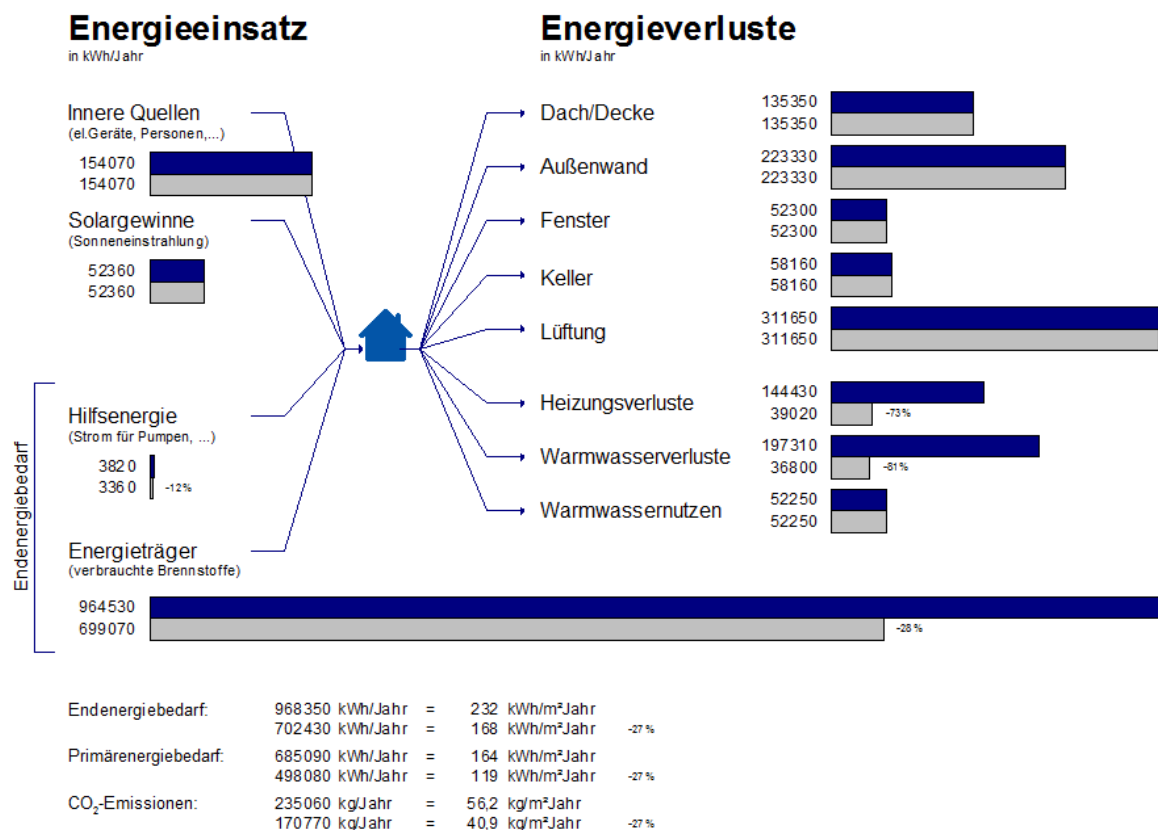 Energieeinsatz
in kWh/Jahr
Innere Quellen
(el.Geräte, Personen,...)
154070
154070
Solargewinne
(Sonneneinstrahlung)
52360
52360
Endenergiebedarf
Hilfsenergie
(Strom für Pumpen, ...)
3820
3360 -12%
Energieträger
(verbrauchte Brennstoffe)
964530
699070 -28%
Energieverluste
in kWh/Jahr
Dach/Decke
135350
135350
Außenwand
223330
223330
Fenster
52300
52300
Keller
58160
58160
Lüftung
311650
311650
Heizungsverluste
144430
39020 -73%
Warmwasserverluste
197310
36800 -81%
Warmwassernutzen
52250
52250
Endenergiebedarf: 968350 kWh/Jahr = 232 kWh/m²Jahr
702430 kWh/Jahr = 168 kWh/m²Jahr -27%
Primärenergiebedarf: 685090 kWh/Jahr = 164 kWh/m²Jahr
498080 kWh/Jahr = 119 kWh/m²Jahr -27%
CO₂-Emissionen: 235060 kg/Jahr = 56,2 kg/m²Jahr
170770 kg/Jahr = 40,9 kg/m²Jahr -27%